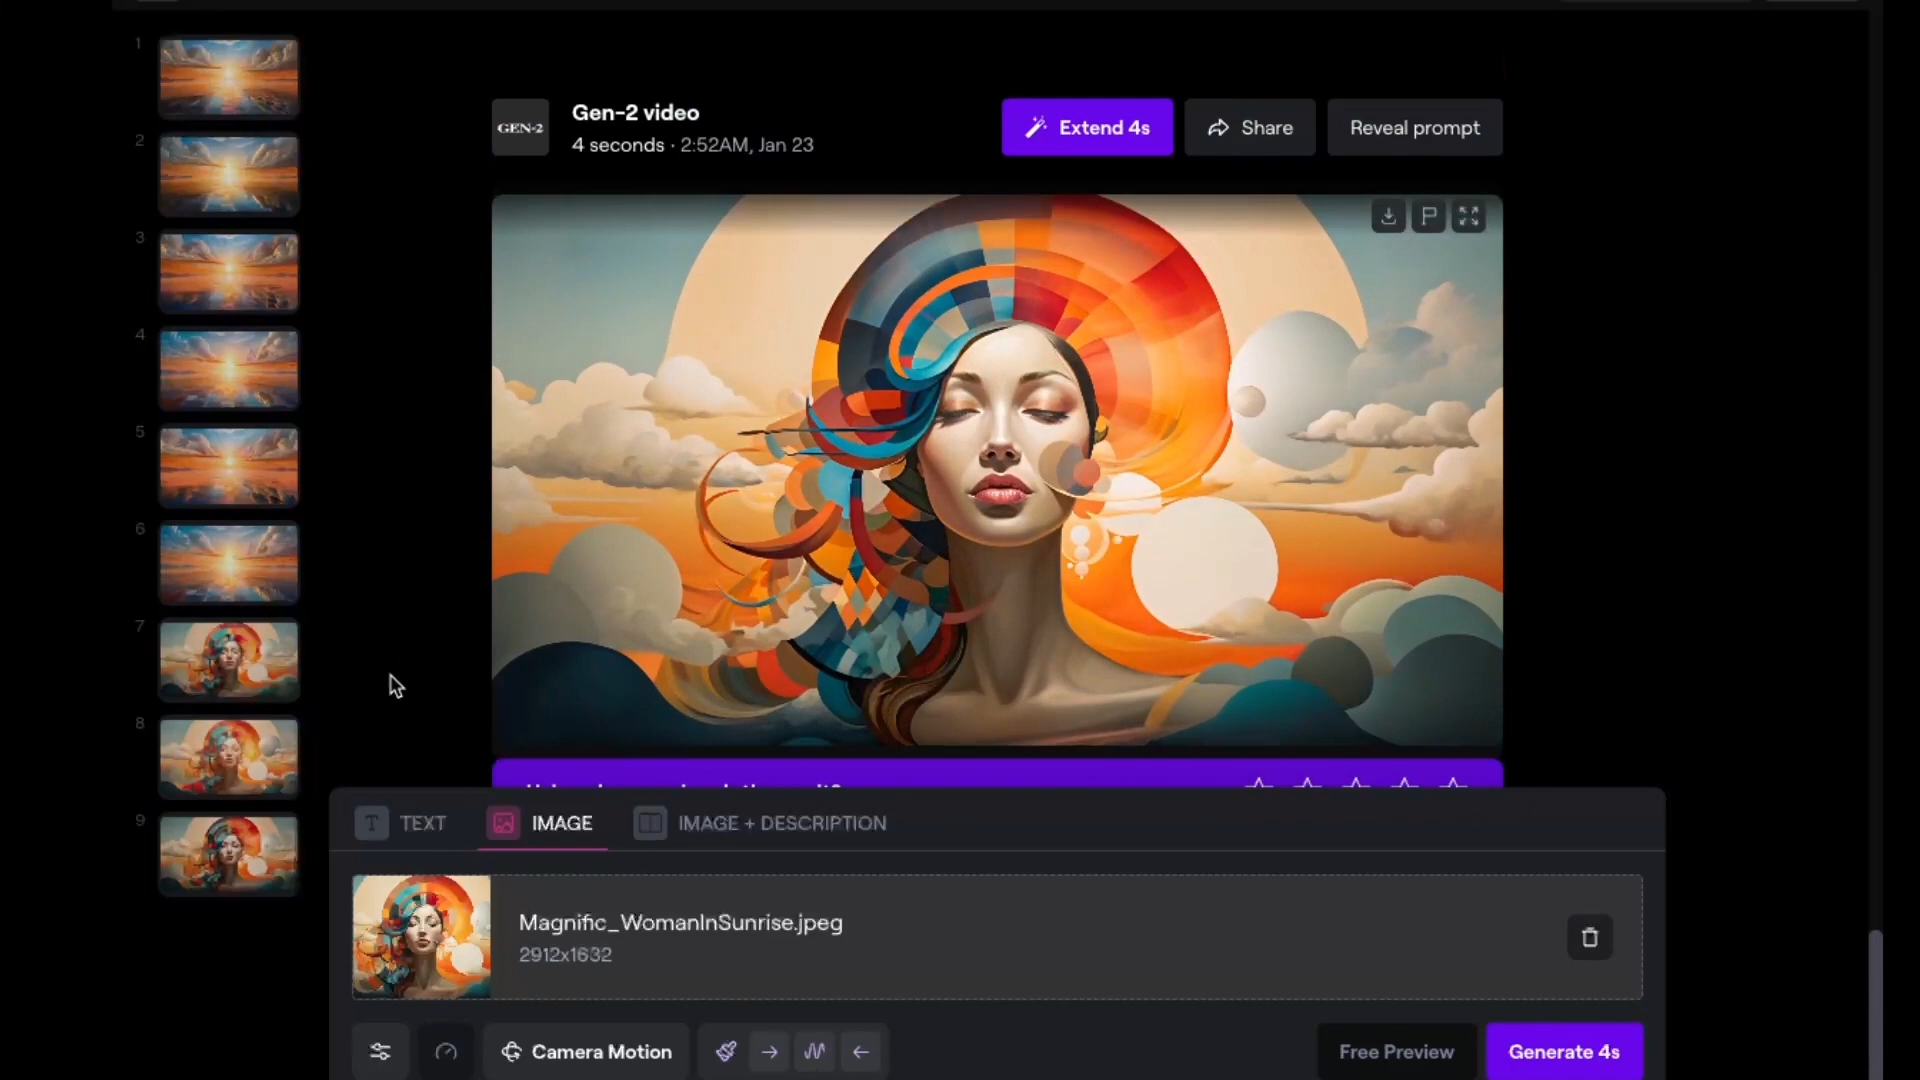 1
2
3
4
5
6
7
8
9
GEN-2
Gen-2 video
4 seconds · 2:52AM, Jan 23
Extend 4s
Share
Reveal prompt
TEXT
IMAGE
IMAGE + DESCRIPTION
Magnific_WomanInSunrise.jpeg
2912x1632
Camera Motion
Free Preview
Generate 4s